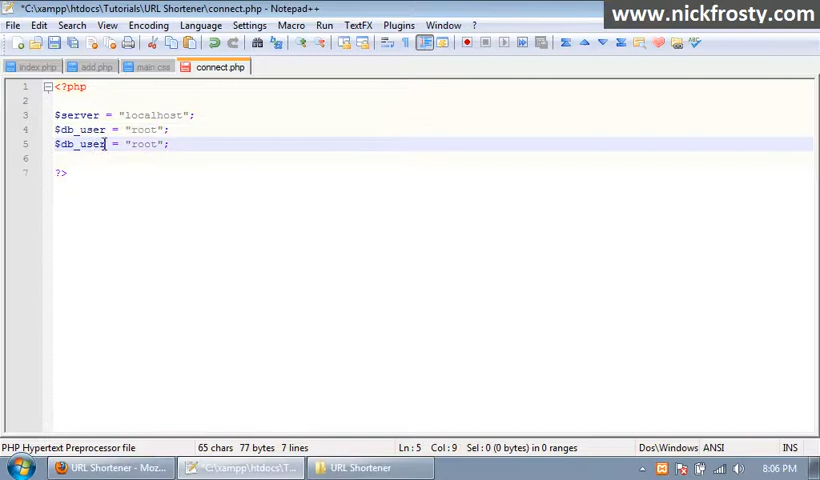 *C:\xampp\htdocs\Tutorials\URL Shortener\connect.php - Notepad++
www.nickfrosty.com
File Edit Search View Encoding Language Settings Macro Run TextFX Plugins Window ?
index.php add.php main.css connect.php
1 <?php
2
3 $server = "localhost";
4 $db_user = "root";
5 $db_user = "root";
6
7 ?>
PHP Hypertext Preprocessor file 65 chars 77 bytes 7 lines Ln : 5 Col : 9 Sel : 0 (0 bytes) in 0 ranges Dos\Windows ANSI INS
URL Shortener - Moz... *C:\xampp\htdocs\T... URL Shortener 8:06 PM